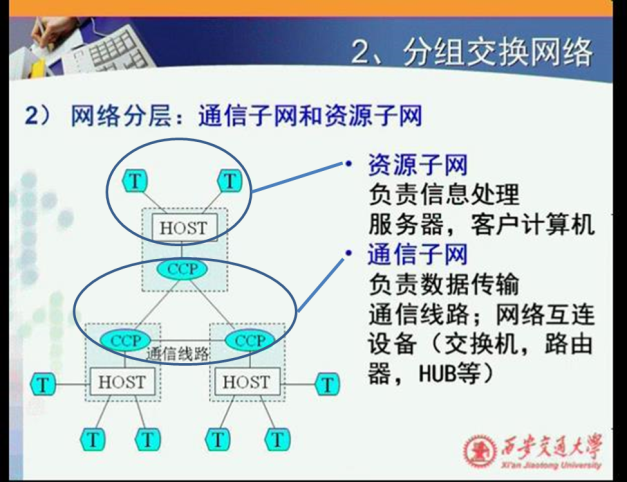 2、分组交换网络
2） 网络分层：通信子网和资源子网
T T
HOST
CCP
CCP CCP
通信线路
T HOST HOST T
T T T T
• 资源子网
负责信息处理
服务器，客户计算机
• 通信子网
负责数据传输
通信线路；网络互连
设备（交换机，路由
器，HUB等）
西安交通大学
Xi'an Jiaotong University